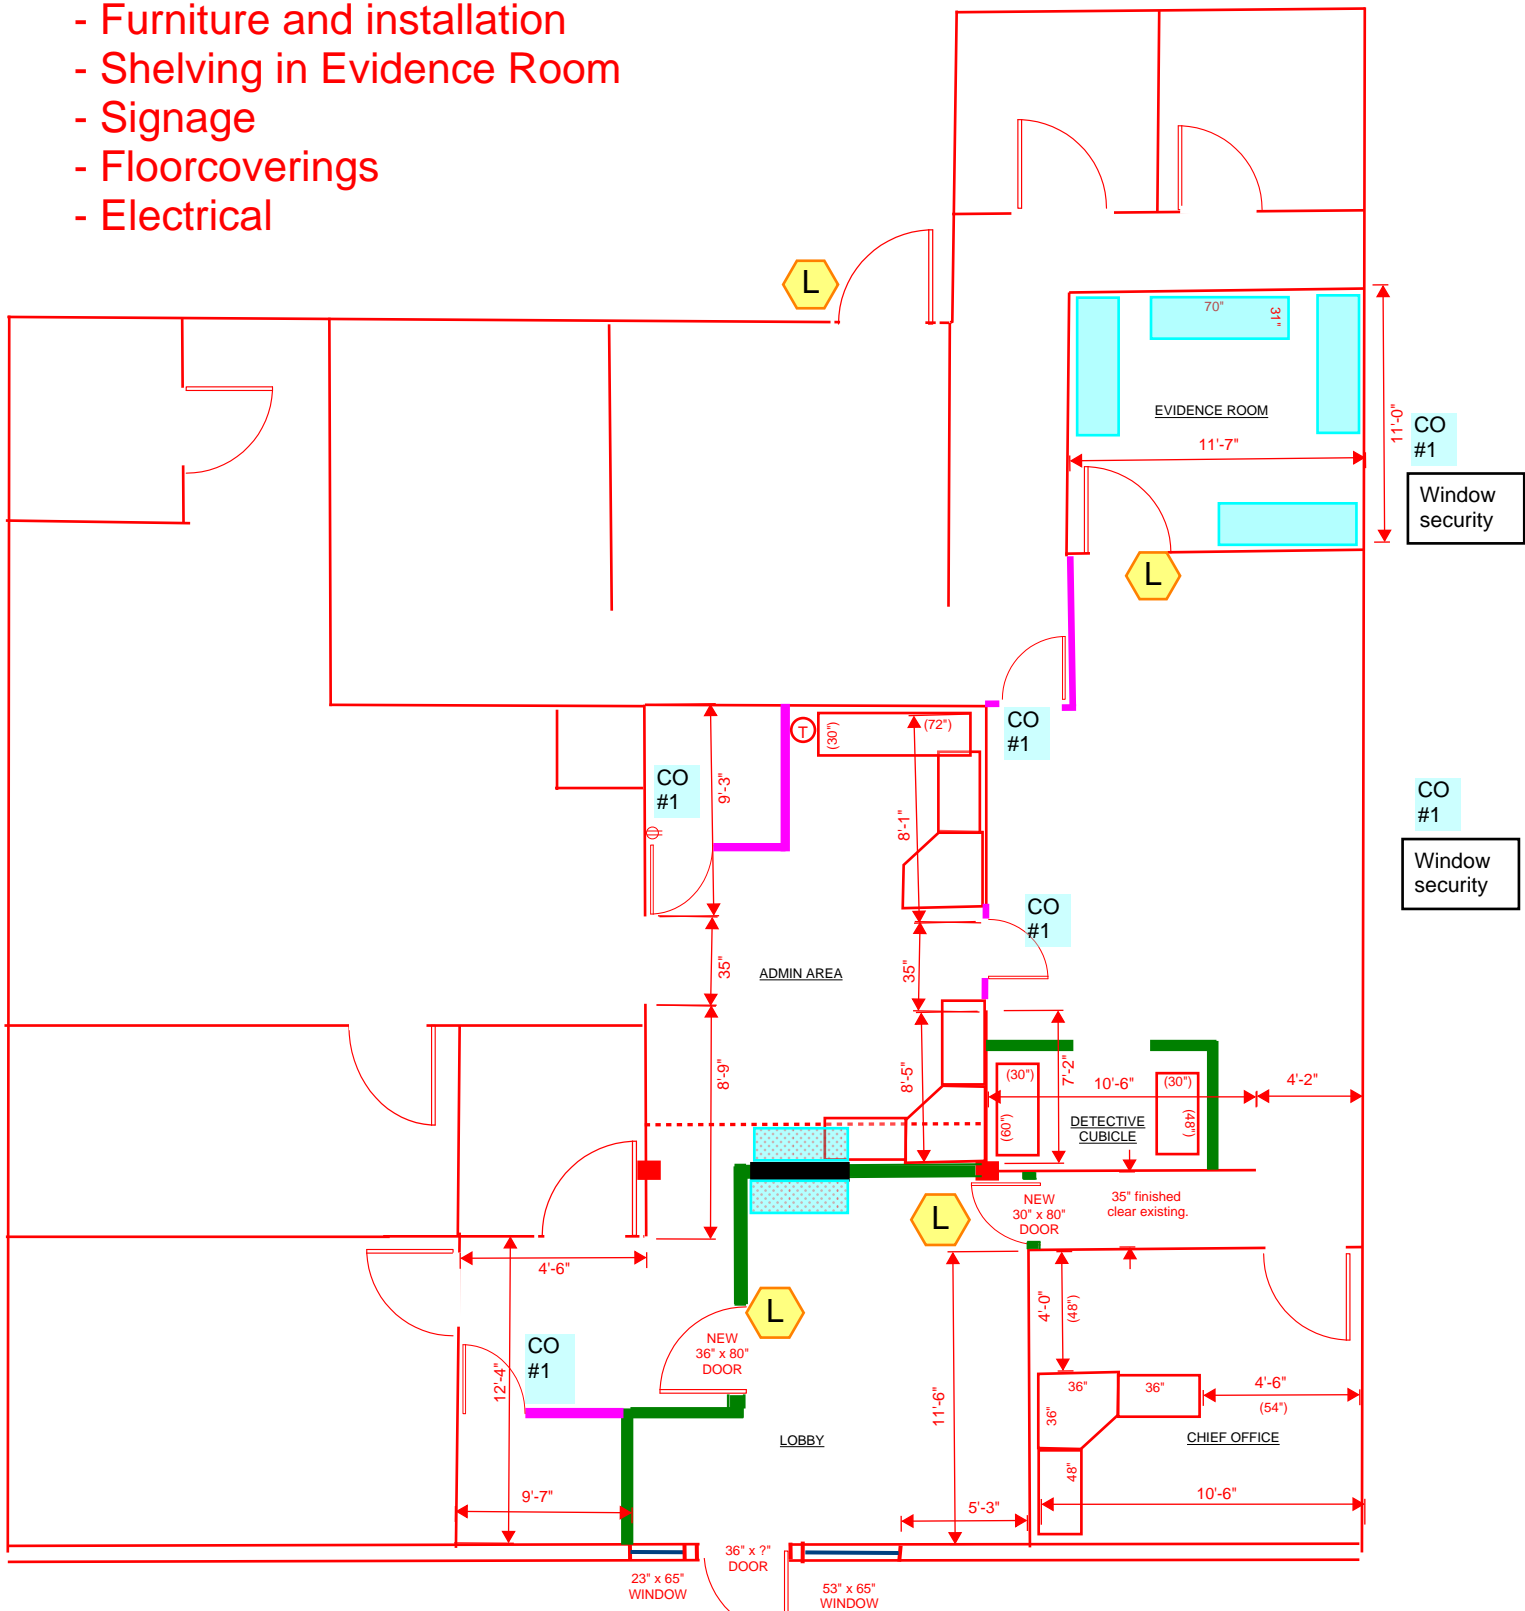 - Furniture and installation
- Shelving in Evidence Room
- Signage
- Floorcoverings
- Electrical
L
70"
31"
EVIDENCE ROOM
11'-7"
11'-0"
CO
#1
Window
security
L
CO
#1
T
(30")
(72")
CO
#1
9'-3"
8'-1"
CO
#1
Window
security
CO
#1
ADMIN AREA
35"
35"
8'-9"
8'-5"
7'-2"
(30")
10'-6"
(30")
4'-2"
(60")
DETECTIVE
CUBICLE
(48")
L
NEW
30" x 80"
DOOR
35" finished
clear existing.
4'-6"
L
NEW
36" x 80"
DOOR
CO
#1
12'-4"
4'-0"
(48")
11'-6"
36"
36"
36"
4'-6"
(54")
LOBBY
CHIEF OFFICE
48"
9'-7"
5'-3"
10'-6"
36" x ?"
DOOR
23" x 65"
WINDOW
53" x 65"
WINDOW